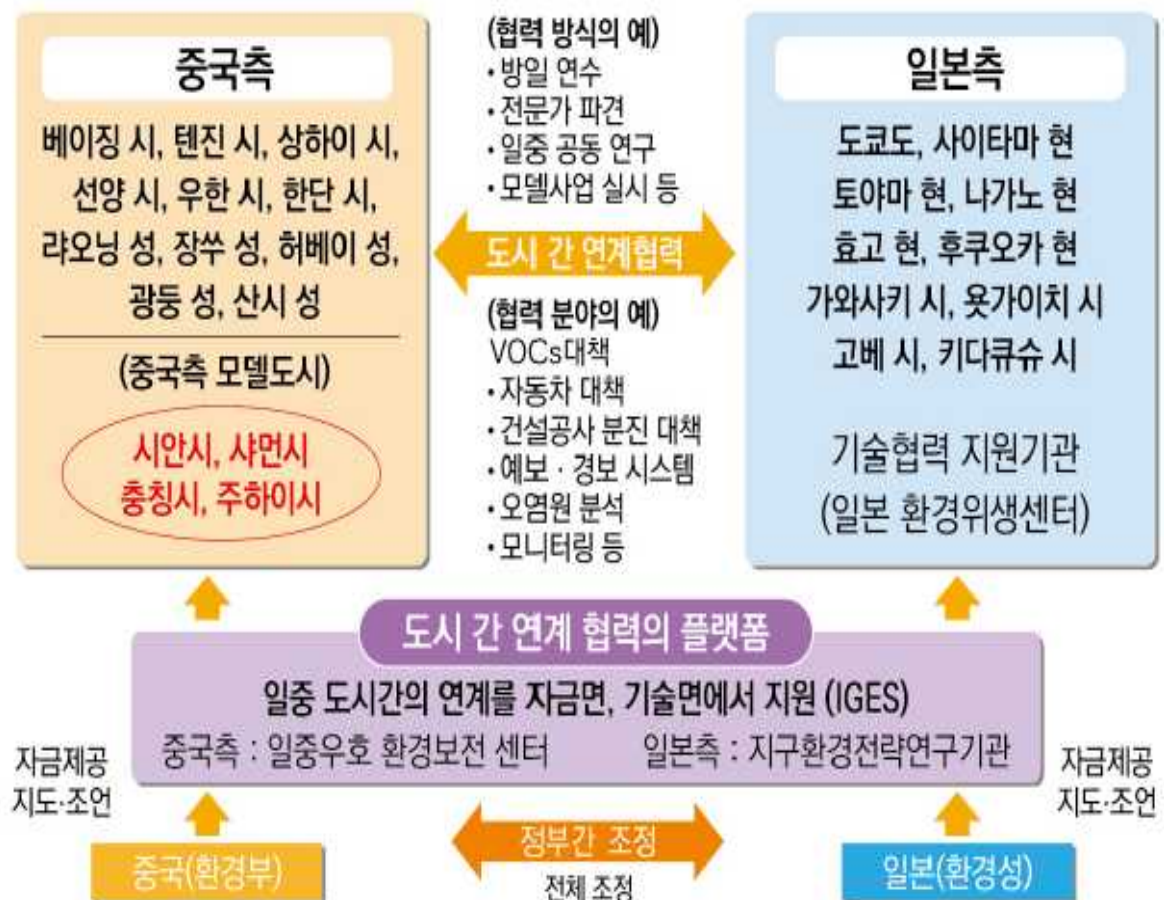 중국측
베이징 시, 텐진 시, 상하이 시,
선양 시, 우한 시, 한단 시,
랴오닝 성, 장쑤 성, 허베이 성,
광둥 성, 산시 성
(중국측 모델도시)
시안시, 샤먼시
충칭시, 주하이시
(협력 방식의 예)
· 방일 연수
· 전문가 파견
· 일중 공동 연구
· 모델사업 실시 등
도시 간 연계협력
(협력 분야의 예)
VOCs대책
· 자동차 대책
· 건설공사 분진 대책
· 예보 · 경보 시스템
· 오염원 분석
· 모니터링 등
일본측
도쿄도, 사이타마 현
토야마 현, 나가노 현
효고 현, 후쿠오카 현
가와사키 시, 욧가이치 시
고베 시, 키다큐슈 시
기술협력 지원기관
(일본 환경위생센터)
도시 간 연계 협력의 플랫폼
일중 도시간의 연계를 자금면, 기술면에서 지원 (IGES)
중국측 : 일중우호 환경보전 센터 일본측 : 지구환경전략연구기관
자금제공
지도·조언
자금제공
지도·조언
중국(환경부)
정부간 조정
전체 조정
일본(환경성)